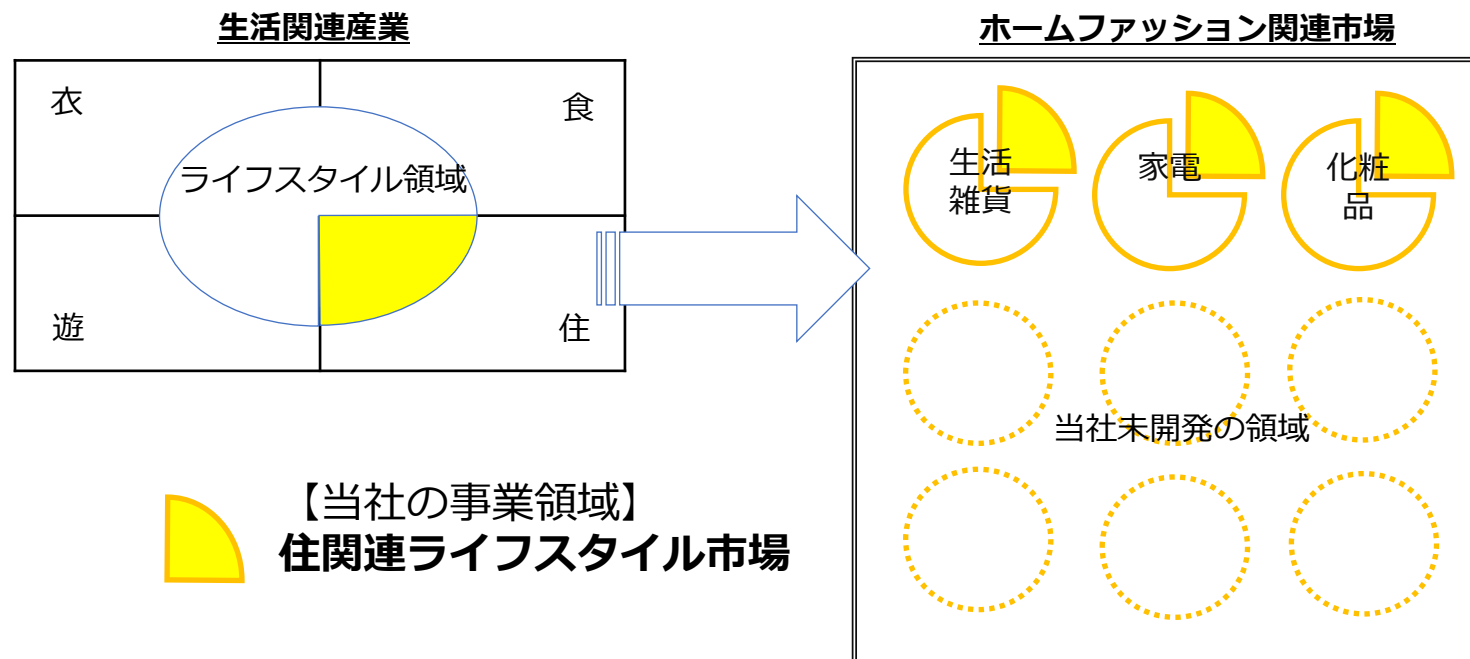 生活関連産業
衣
食
ライフスタイル領域
遊
住
【当社の事業領域】
住関連ライフスタイル市場
ホームファッション関連市場
生活
雑貨
家電
化粧
品
当社未開発の領域